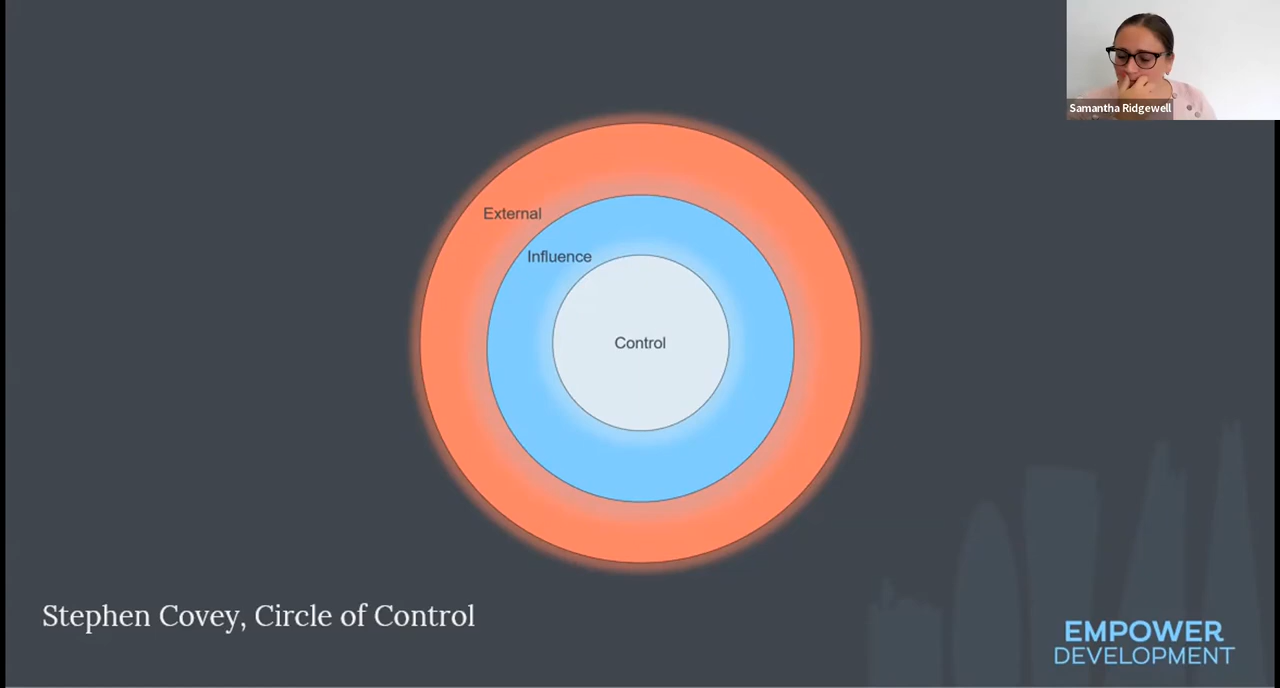 Samantha Ridgewell
External
Influence
Control
Stephen Covey, Circle of Control
EMPOWER
DEVELOPMENT